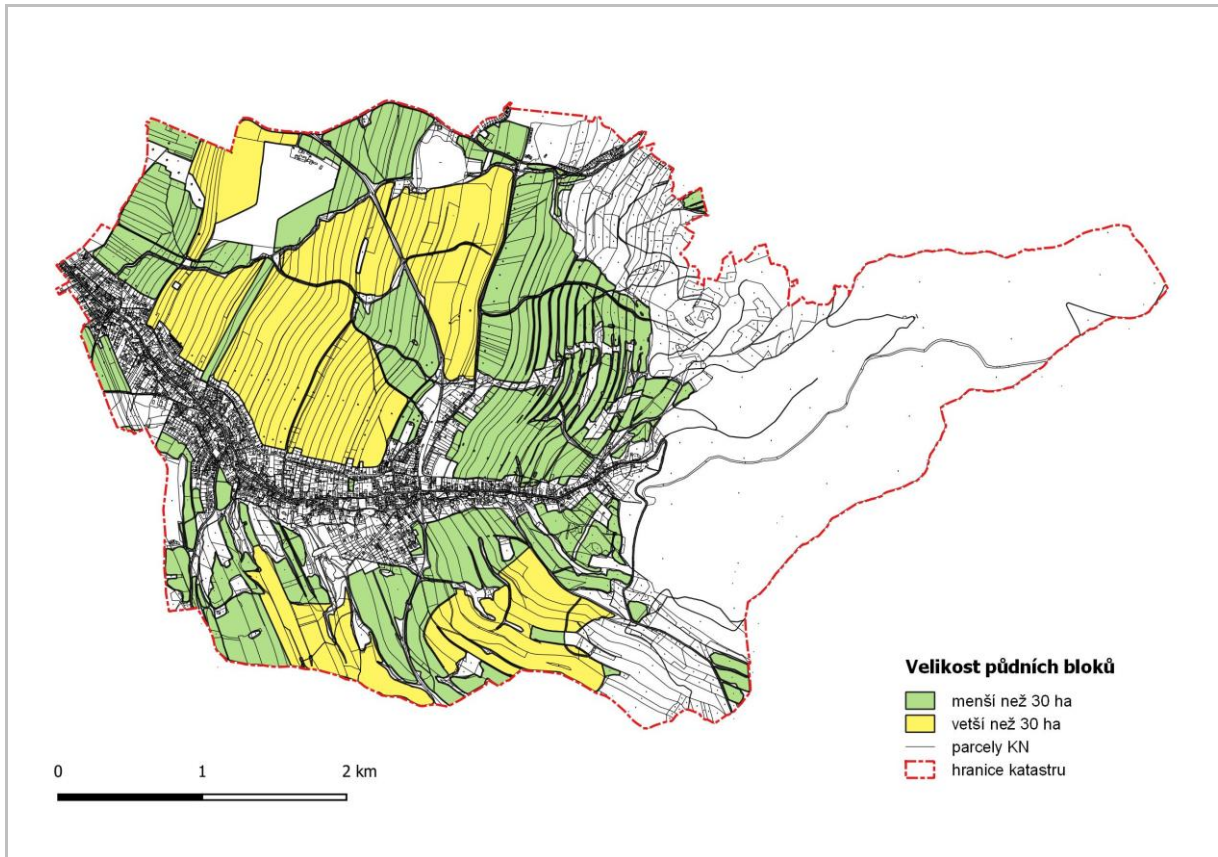 Velikost půdních bloků
menší než 30 ha
vetší než 30 ha
parcely KN
hranice katastru
0 1 2 km